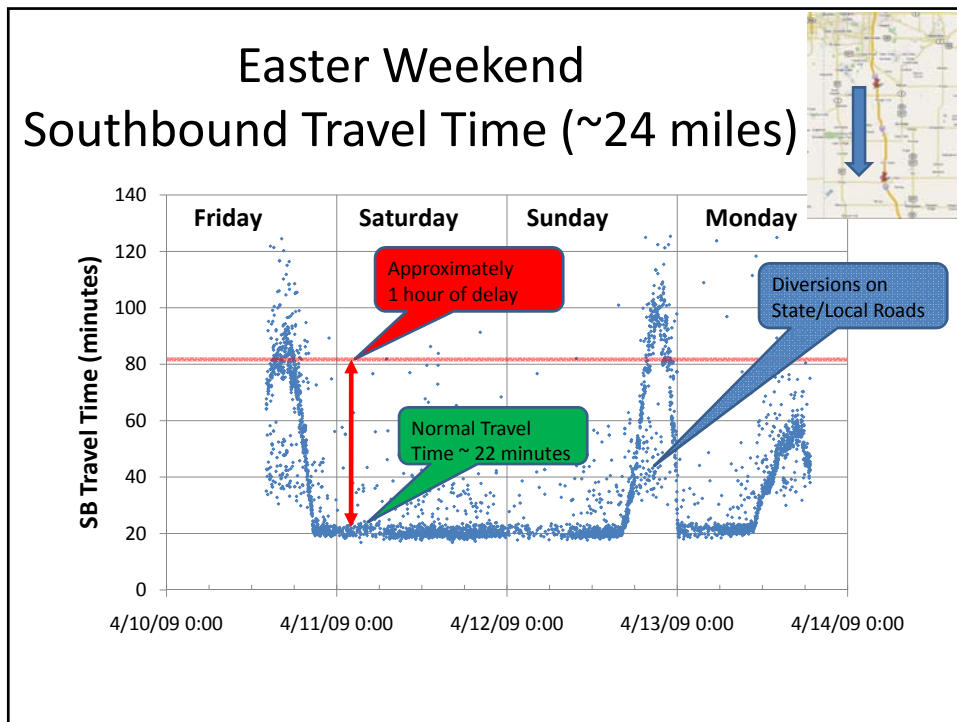 Easter Weekend
Southbound Travel Time (~24 miles)
SB Travel Time (minutes)
140
120
100
80
60
40
20
0
Friday
Saturday
Sunday
Monday
Approximately
1 hour of delay
Diversions on
State/Local Roads
Normal Travel
Time ~ 22 minutes
4/10/09 0:00
4/11/09 0:00
4/12/09 0:00
4/13/09 0:00
4/14/09 0:00